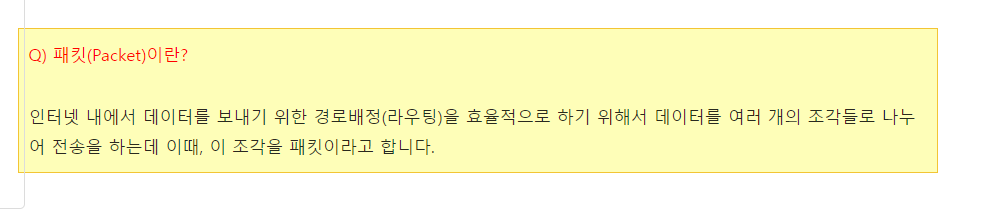 Q) 패킷(Packet)이란?
인터넷 내에서 데이터를 보내기 위한 경로배정(라우팅)을 효율적으로 하기 위해서 데이터를 여러 개의 조각들로 나누
어 전송을 하는데 이때, 이 조각을 패킷이라고 합니다.